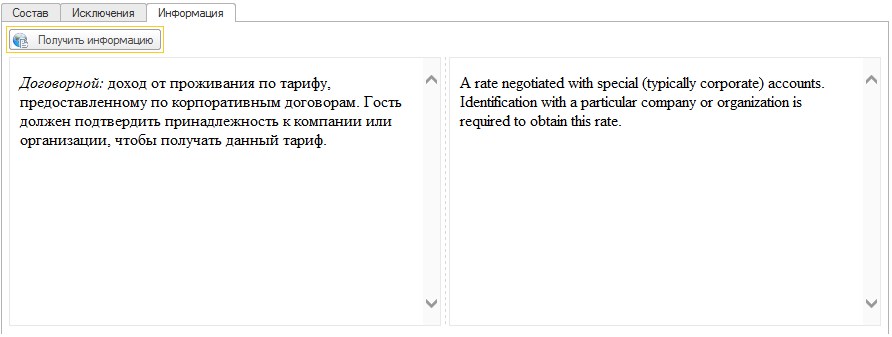 Состав Исключения Информация
Получить информацию
Договорной: доход от проживания по тарифу,
предоставленному по корпоративным договорам. Гость
должен подтвердить принадлежность к компании или
организации, чтобы получать данный тариф.
A rate negotiated with special (typically corporate) accounts.
Identification with a particular company or organization is
required to obtain this rate.